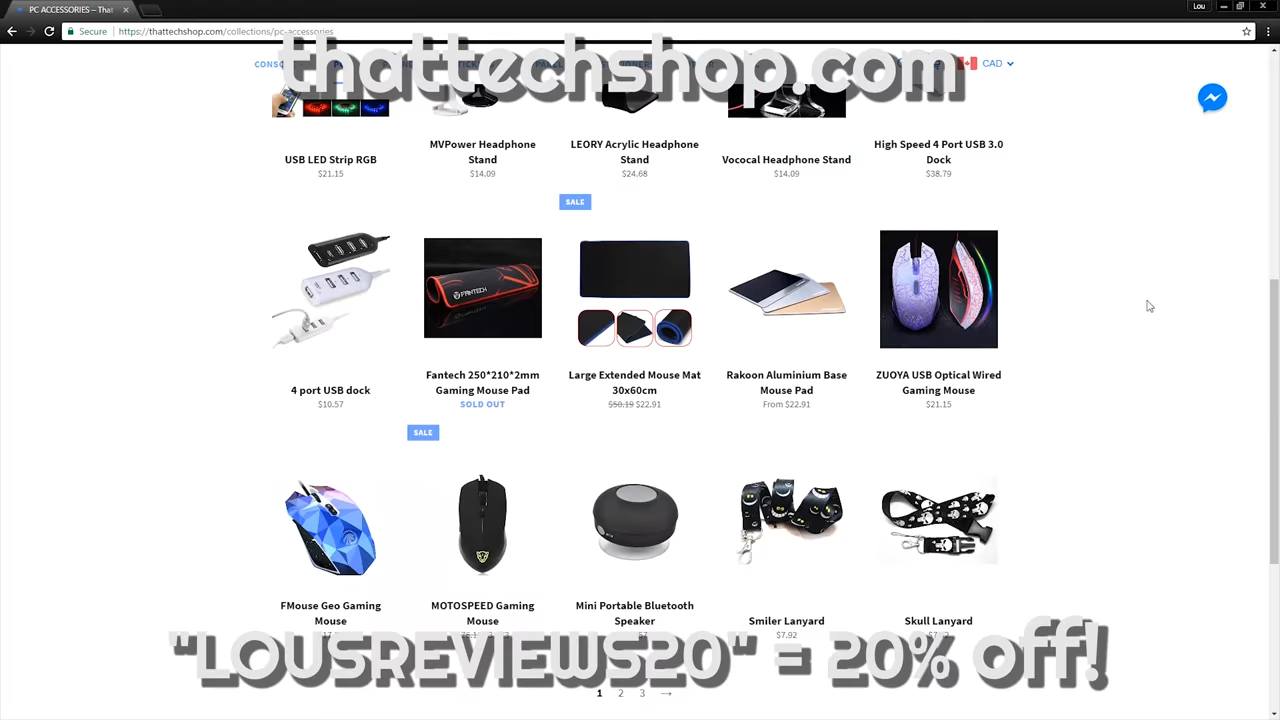 PC ACCESSORIES – Tha
Lou
Secure
https://thattechshop.com/collections/pc-accessories
thattechshop.com
CAD
USB LED Strip RGB
$21.15
MVPower Headphone
Stand
$14.09
LEORY Acrylic Headphone
Stand
$24.68
Vococal Headphone Stand
$14.09
High Speed 4 Port USB 3.0
Dock
$38.79
SALE
FANTECH
4 port USB dock
$10.57
Fantech 250*210*2mm
Gaming Mouse Pad
SOLD OUT
Large Extended Mouse Mat
30x60cm
$50.19 $22.91
Rakoon Aluminium Base
Mouse Pad
From $22.91
ZUOYA USB Optical Wired
Gaming Mouse
$21.15
SALE
FMouse Geo Gaming
Mouse
MOTOSPEED Gaming
Mouse
Mini Portable Bluetooth
Speaker
Smiler Lanyard
$7.92
Skull Lanyard
"LOUSREVIEWS20" = 20% off!
1 2 3 →